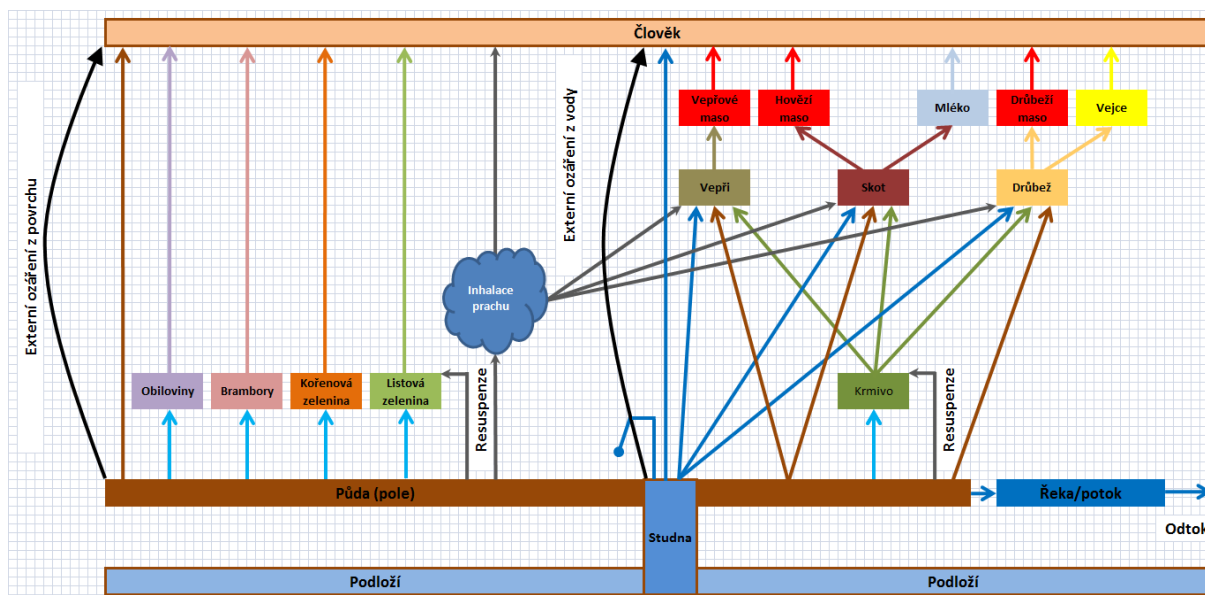 Člověk
Externí ozáření z povrchu
Externí ozáření z vody
Vepřové
maso
Hovězí
maso
Mléko
Drůbeží
maso
Vejce
Vepři
Skot
Drůbež
Inhalace
prachu
Obiloviny
Brambory
Kořenová
zelenina
Listová
zelenina
Resuspenze
Krmivo
Resuspenze
Půda (pole)
Řeka/potok
Studna
Odtok
Podloží
Podloží